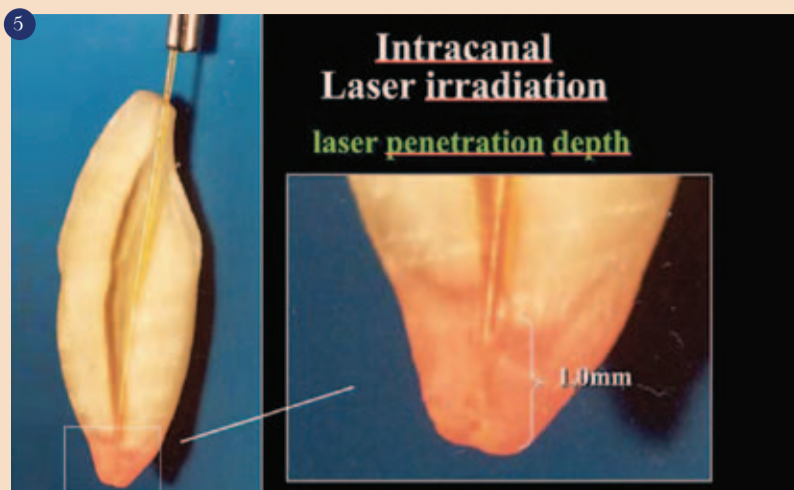 5
Intracanal
Laser irradiation
laser penetration depth
1.0mm